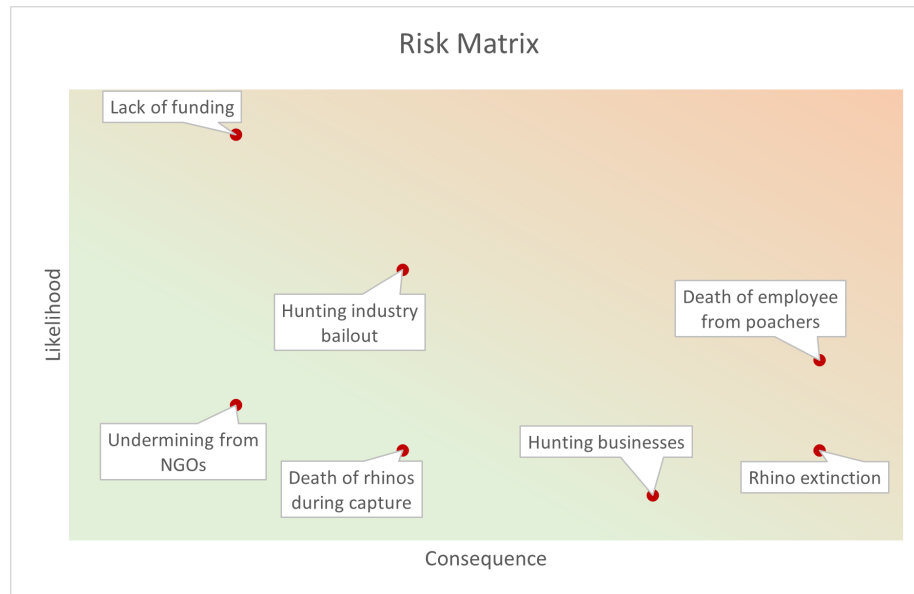 Risk Matrix
Lack of funding
Hunting industry
bailout
Death of employee
from poachers
Likelihood
Undermining from
NGOs
Death of rhinos
during capture
Hunting businesses
Rhino extinction
Consequence